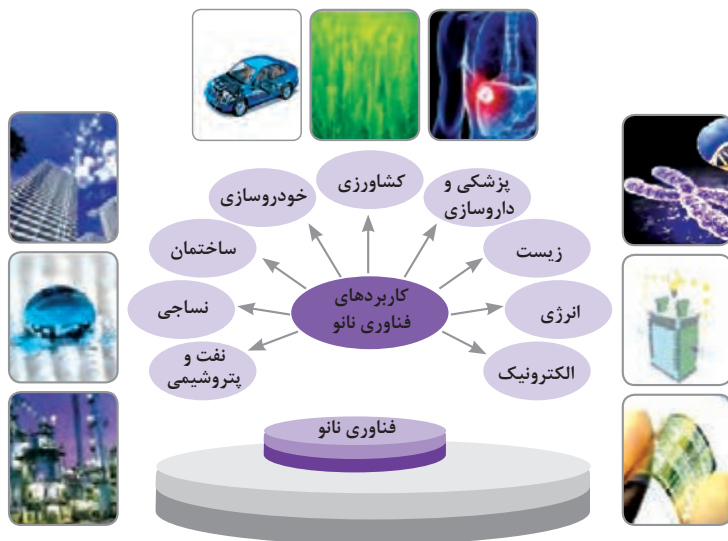 کشاورزی
پزشکی و
داروسازی
خودروسازی
زیست
ساختمان
انرژی
کاربردهای
فناوری نانو
نساجی
الکترونیک
نفت و
پتروشیمی
فناوری نانو